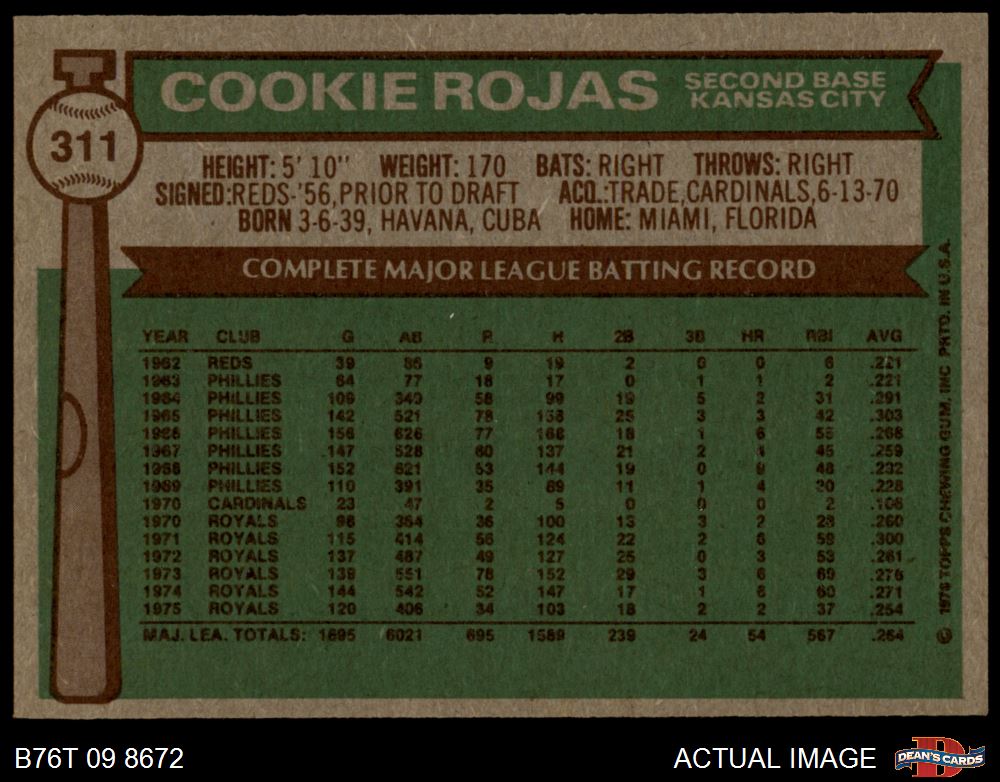 COOKIE ROJAS SECOND BASE
KANSAS CITY
311
HEIGHT: 5' 10" WEIGHT: 170 BATS: RIGHT THROWS: RIGHT
SIGNED:REDS-'56,PRIOR TO DRAFT ACQ.:TRADE,CARDINALS,6-13-70
BORN 3-6-39, HAVANA, CUBA HOME: MIAMI, FLORIDA
COMPLETE MAJOR LEAGUE BATTING RECORD
YEAR CLUB G AB R H 2B 3B HR RBI AVG
1962 REDS 39 86 9 19 2 0 0 6 .221
1963 PHILLIES 64 77 18 17 0 1 1 2 .221
1964 PHILLIES 109 340 58 99 19 5 2 31 .291
1965 PHILLIES 142 521 78 158 25 3 3 42 .303
1966 PHILLIES 156 626 77 168 18 1 6 55 .268
1967 PHILLIES 147 528 60 137 21 2 4 45 .259
1968 PHILLIES 152 621 53 144 19 0 9 48 .232
1969 PHILLIES 110 391 35 89 11 1 4 30 .228
1970 CARDINALS 23 47 2 5 0 0 0 2 .106
1970 ROYALS 98 384 36 100 13 3 2 28 .260
1971 ROYALS 115 414 56 124 22 2 6 59 .300
1972 ROYALS 137 487 49 127 25 0 3 53 .261
1973 ROYALS 139 551 78 152 29 3 6 69 .276
1974 ROYALS 144 542 52 147 17 1 6 60 .271
1975 ROYALS 120 406 34 103 18 2 2 37 .254
MAJ. LEA. TOTALS: 1695 6021 695 1589 239 24 54 567 .264
© 1976 TOPPS CHEWING GUM, INC PRTD. IN U.S.A.
B76T 09 8672 ACTUAL IMAGE
DEAN'S CARDS